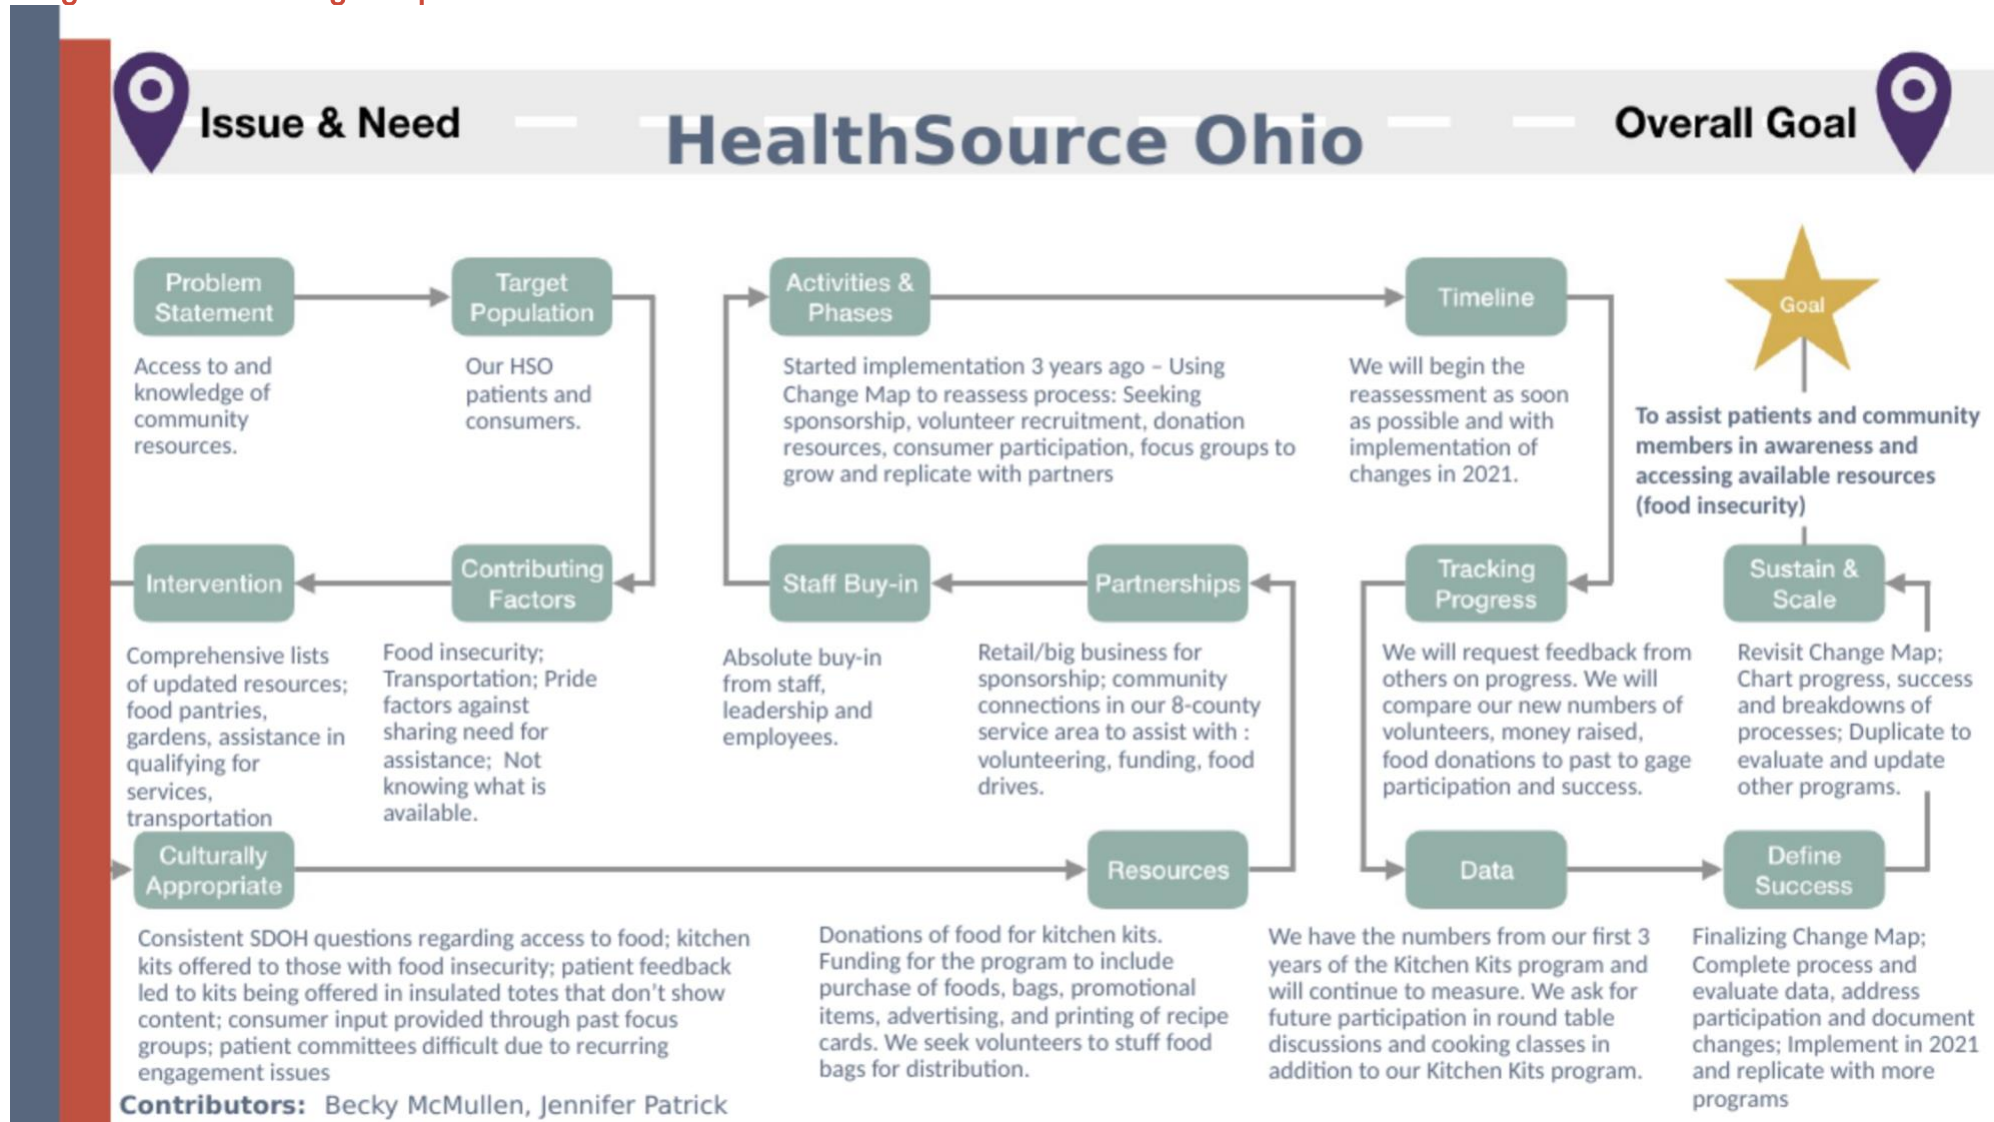 Issue & Need
HealthSource Ohio
Overall Goal
Problem
Statement
Access to and
knowledge of
community
resources.
Target
Population
Our HSO
patients and
consumers.
Activities &
Phases
Started implementation 3 years ago – Using
Change Map to reassess process: Seeking
sponsorship, volunteer recruitment, donation
resources, consumer participation, focus groups to
grow and replicate with partners
Timeline
We will begin the
reassessment as soon
as possible and with
implementation of
changes in 2021.
Goal
To assist patients and community
members in awareness and
accessing available resources
(food insecurity)
Intervention
Comprehensive lists
of updated resources;
food pantries,
gardens, assistance in
qualifying for
services,
transportation
Contributing
Factors
Food insecurity;
Transportation; Pride
factors against
sharing need for
assistance;  Not
knowing what is
available.
Staff Buy-in
Absolute buy-in
from staff,
leadership and
employees.
Partnerships
Retail/big business for
sponsorship; community
connections in our 8-county
service area to assist with :
volunteering, funding, food
drives.
Tracking
Progress
We will request feedback from
others on progress. We will
compare our new numbers of
volunteers, money raised,
food donations to past to gage
participation and success.
Sustain &
Scale
Revisit Change Map;
Chart progress, success
and breakdowns of
processes; Duplicate to
evaluate and update
other programs.
Culturally
Appropriate
Consistent SDOH questions regarding access to food; kitchen
kits offered to those with food insecurity; patient feedback
led to kits being offered in insulated totes that don’t show
content; consumer input provided through past focus
groups; patient committees difficult due to recurring
engagement issues
Resources
Donations of food for kitchen kits.
Funding for the program to include
purchase of foods, bags, promotional
items, advertising, and printing of recipe
cards. We seek volunteers to stuff food
bags for distribution.
Data
We have the numbers from our first 3
years of the Kitchen Kits program and
will continue to measure. We ask for
future participation in round table
discussions and cooking classes in
addition to our Kitchen Kits program.
Define
Success
Finalizing Change Map;
Complete process and
evaluate data, address
participation and document
changes; Implement in 2021
and replicate with more
programs
Contributors: Becky McMullen, Jennifer Patrick